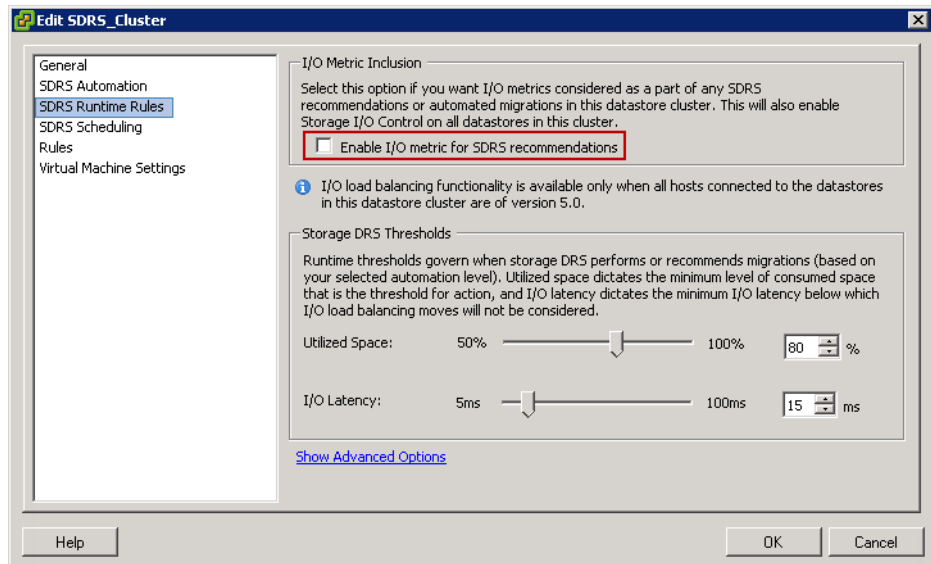 Edit SDRS_Cluster
General
SDRS Automation
SDRS Runtime Rules
SDRS Scheduling
Rules
Virtual Machine Settings
I/O Metric Inclusion
Select this option if you want I/O metrics considered as a part of any SDRS
recommendations or automated migrations in this datastore cluster. This will also enable
Storage I/O Control on all datastores in this cluster.
Enable I/O metric for SDRS recommendations
I/O load balancing functionality is available only when all hosts connected to the datastores
in this datastore cluster are of version 5.0.
Storage DRS Thresholds
Runtime thresholds govern when storage DRS performs or recommends migrations (based on
your selected automation level). Utilized space dictates the minimum level of consumed space
that is the threshold for action, and I/O latency dictates the minimum I/O latency below which
I/O load balancing moves will not be considered.
Utilized Space: 50% 100% 80 %
I/O Latency: 5ms 100ms 15 ms
Show Advanced Options
Help OK Cancel